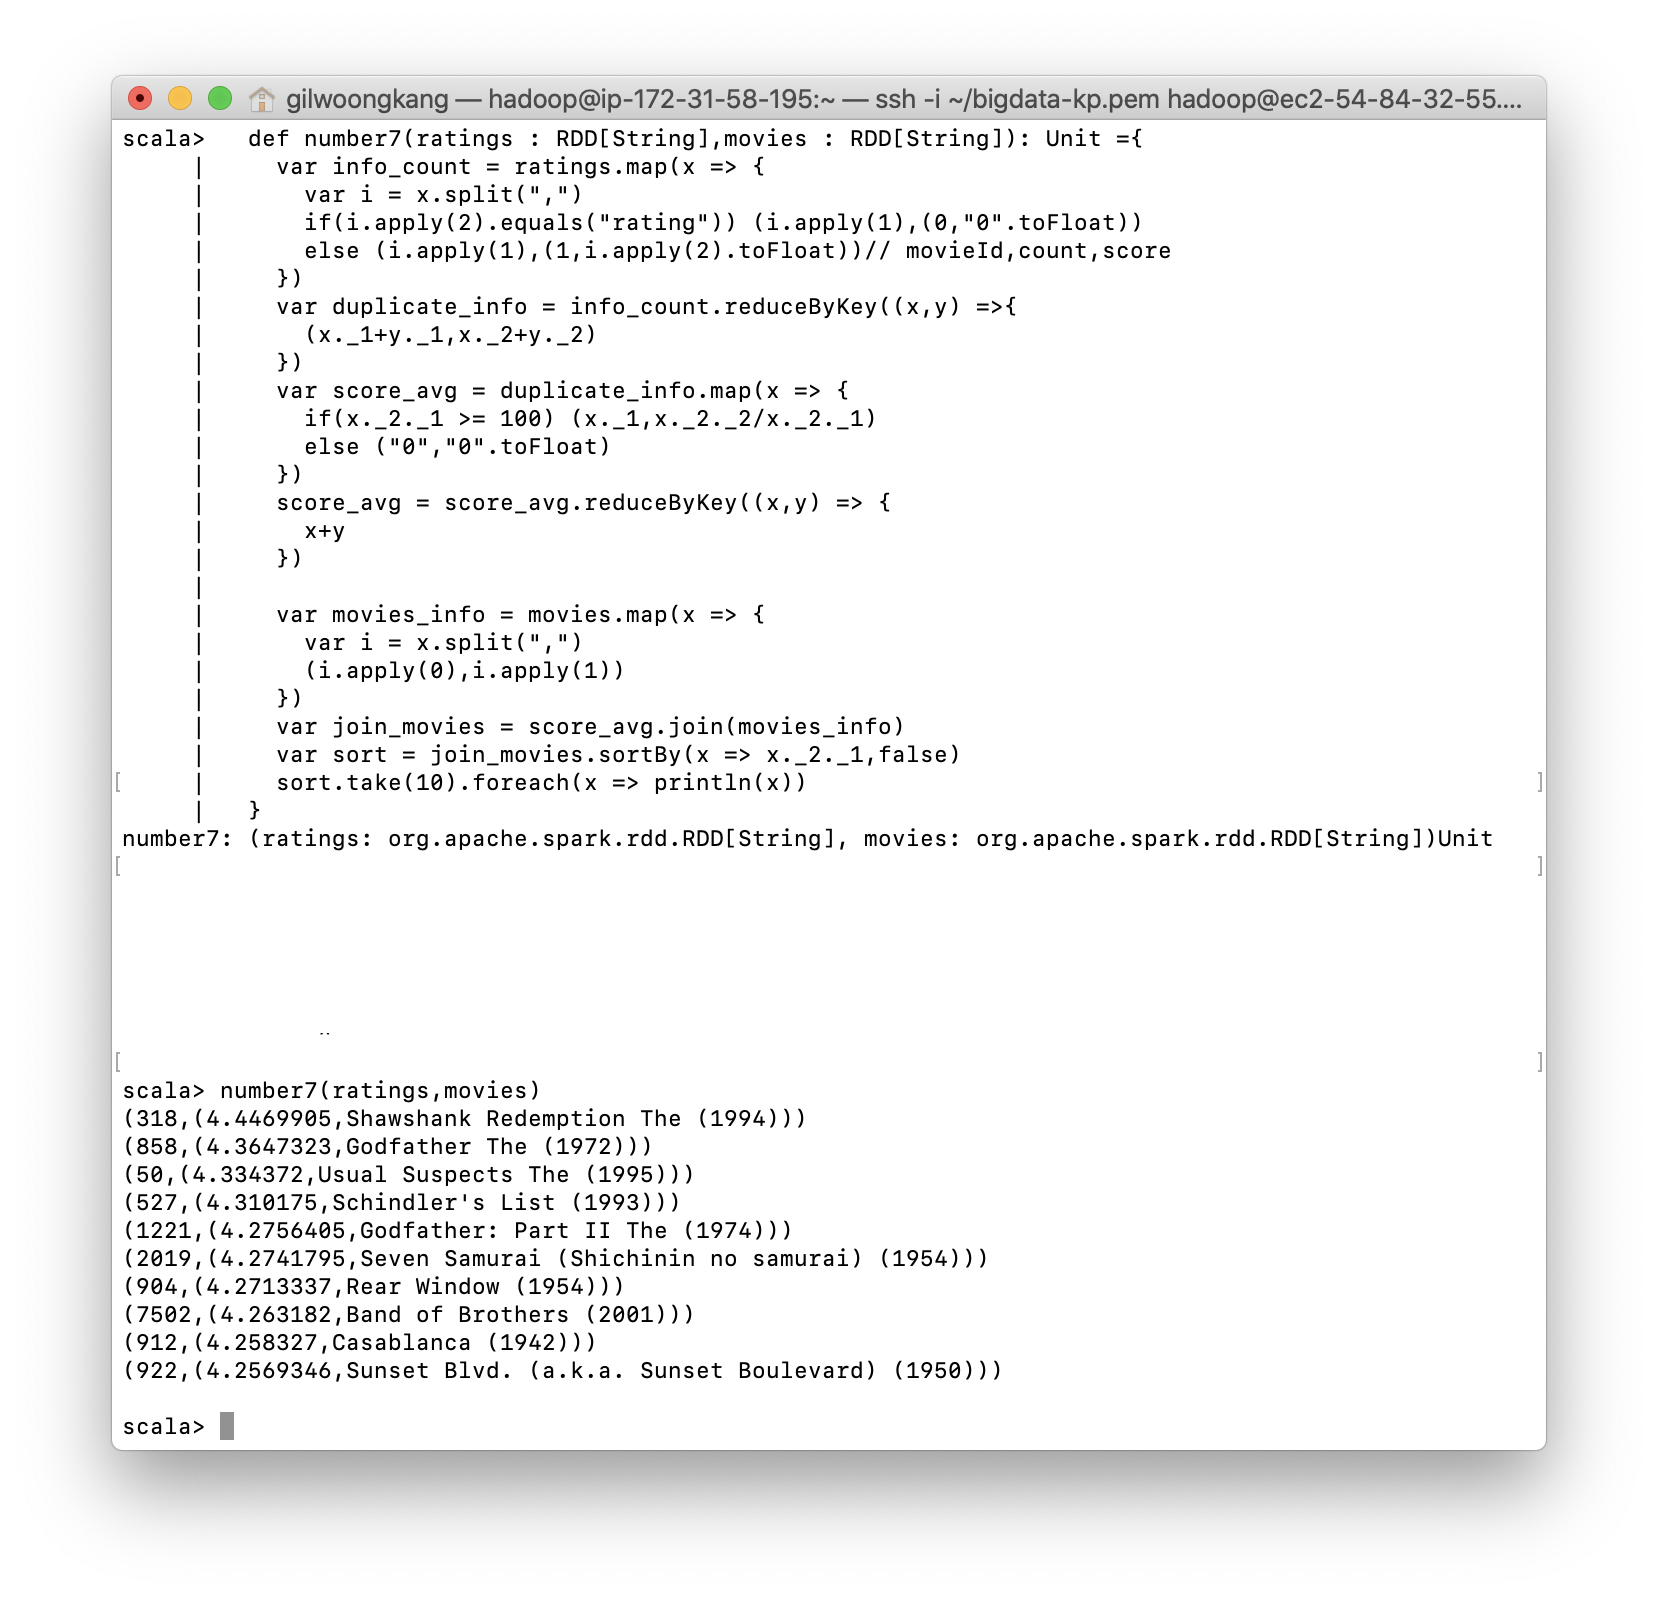 gilwoongkang — hadoop@ip-172-31-58-195:~ — ssh -i ~/bigdata-kp.pem hadoop@ec2-54-84-32-55....
scala>   def number7(ratings : RDD[String],movies : RDD[String]): Unit ={
     |     var info_count = ratings.map(x => {
     |       var i = x.split(",")
     |       if(i.apply(2).equals("rating")) (i.apply(1),(0,"0".toFloat))
     |       else (i.apply(1),(1,i.apply(2).toFloat))// movieId,count,score
     |     })
     |     var duplicate_info = info_count.reduceByKey((x,y) =>{
     |       (x._1+y._1,x._2+y._2)
     |     })
     |     var score_avg = duplicate_info.map(x => {
     |       if(x._2._1 >= 100) (x._1,x._2._2/x._2._1)
     |       else ("0","0".toFloat)
     |     })
     |     score_avg = score_avg.reduceByKey((x,y) => {
     |       x+y
     |     })
     |
     |     var movies_info = movies.map(x => {
     |       var i = x.split(",")
     |       (i.apply(0),i.apply(1))
     |     })
     |     var join_movies = score_avg.join(movies_info)
     |     var sort = join_movies.sortBy(x => x._2._1,false)
[    |     sort.take(10).foreach(x => println(x)) ]
     |   }
number7: (ratings: org.apache.spark.rdd.RDD[String], movies: org.apache.spark.rdd.RDD[String])Unit
[ ]
[ ]
scala> number7(ratings,movies)
(318,(4.4469905,Shawshank Redemption The (1994)))
(858,(4.3647323,Godfather The (1972)))
(50,(4.334372,Usual Suspects The (1995)))
(527,(4.310175,Schindler's List (1993)))
(1221,(4.2756405,Godfather: Part II The (1974)))
(2019,(4.2741795,Seven Samurai (Shichinin no samurai) (1954)))
(904,(4.2713337,Rear Window (1954)))
(7502,(4.263182,Band of Brothers (2001)))
(912,(4.258327,Casablanca (1942)))
(922,(4.2569346,Sunset Blvd. (a.k.a. Sunset Boulevard) (1950)))
scala>